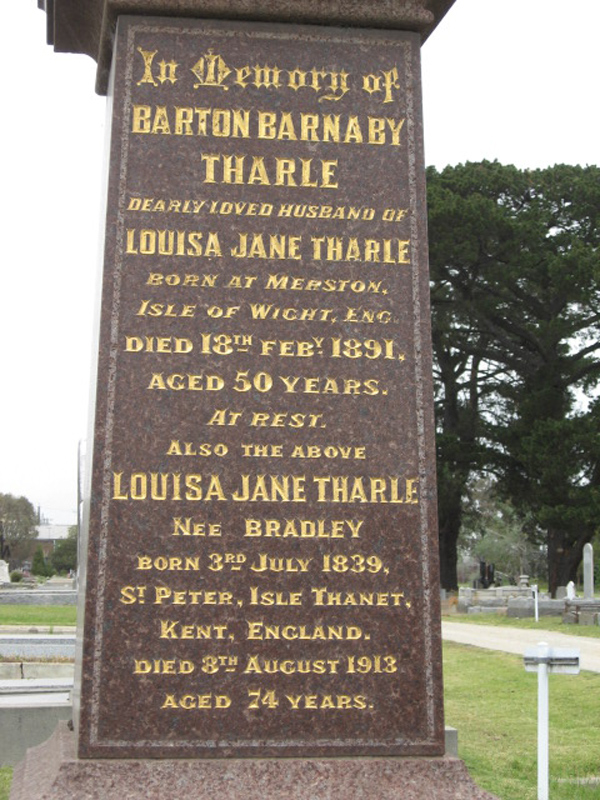 In Memory of
BARTON BARNABY
THARLE
DEARLY LOVED HUSBAND OF
LOUISA JANE THARLE
BORN AT MERSTON,
ISLE OF WIGHT, ENG.
DIED 18TH FEBY. 1891,
AGED 50 YEARS.
AT REST.
ALSO THE ABOVE
LOUISA JANE THARLE
NEE BRADLEY
BORN 3RD JULY 1839,
ST PETER, ISLE THANET,
KENT, ENGLAND.
DIED 8TH AUGUST 1913
AGED 74 YEARS.